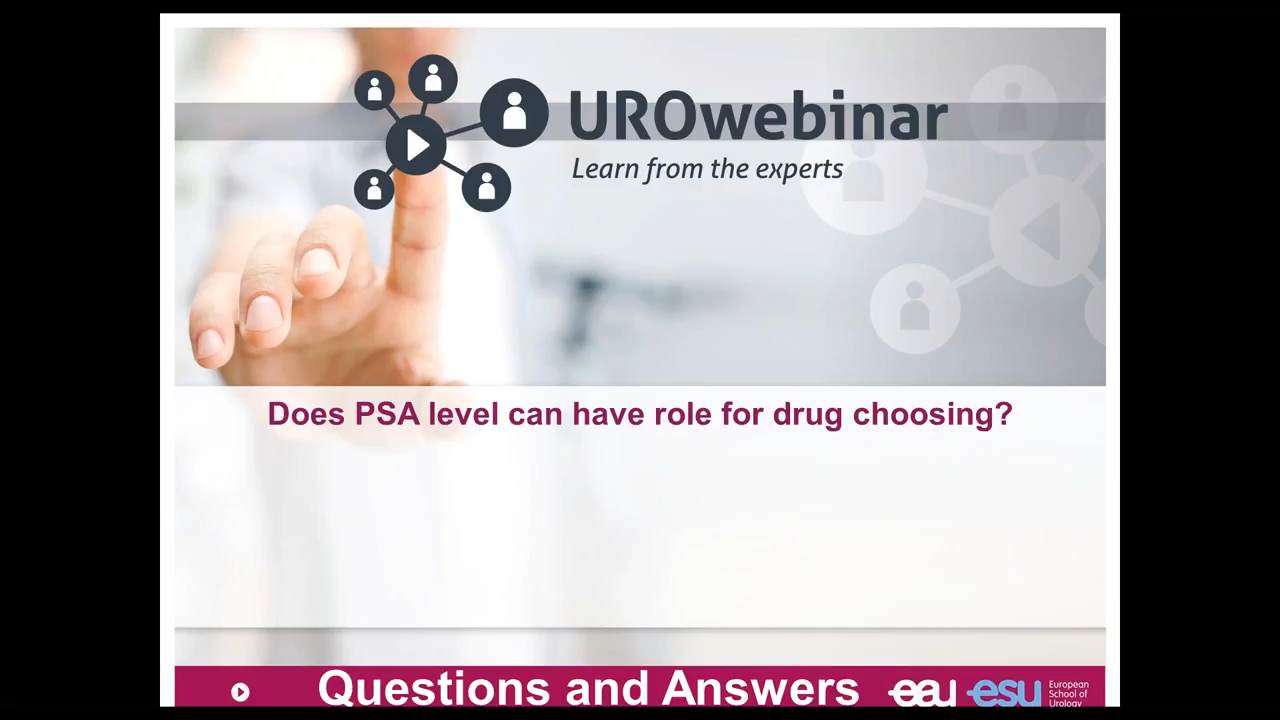 UROwebinar
Learn from the experts
Does PSA level can have role for drug choosing?
Questions and Answers
eau esu
European
School of
Urology